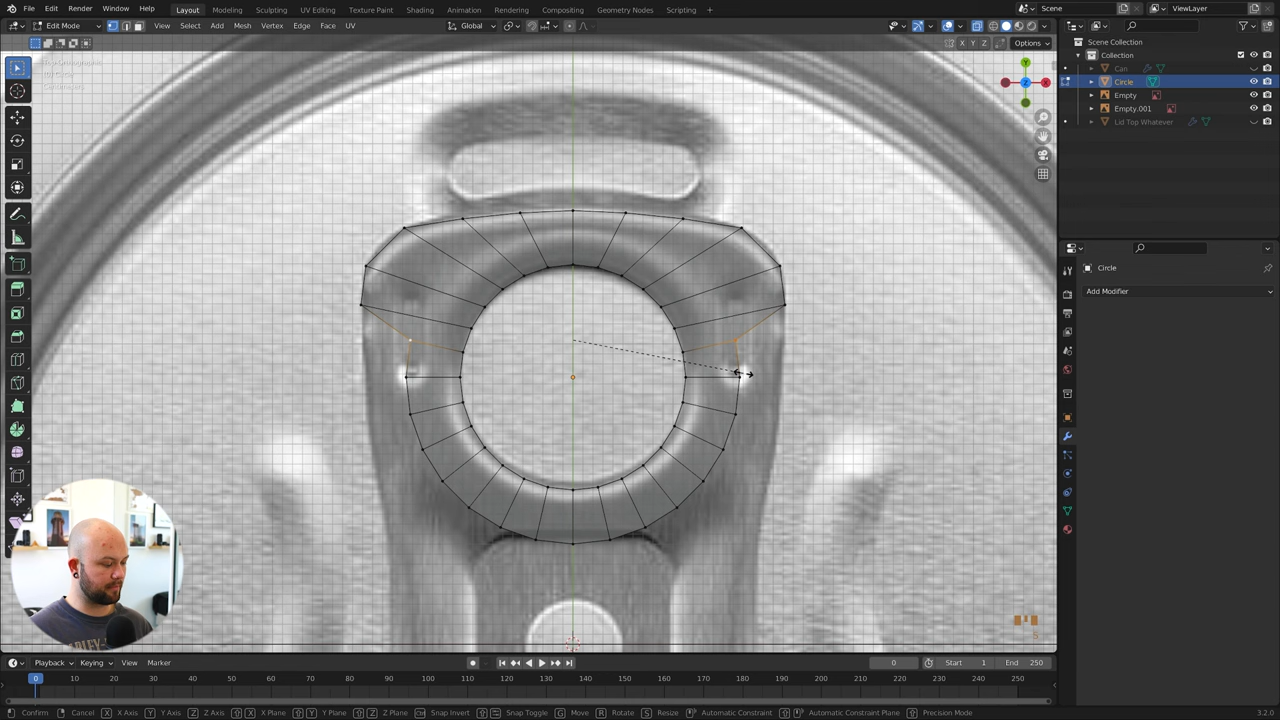 File Edit Render Window Help Layout Modeling Sculpting UV Editing Texture Paint Shading Animation Rendering Compositing Geometry Nodes Scripting + Scene ViewLayer
Edit Mode View Select Add Mesh Vertex Edge Face UV Global
X Y Z Options
Scene Collection
Collection
Can
Circle
Empty
Empty.001
Lid Top Whatever
Y
Z X
Circle
Add Modifier
S
Playback Keying View Marker 0 Start 1 End 250
0 10 20 30 40 50 60 70 80 90 100 110 120 130 140 150 160 170 180 190 200 210 220 230 240 250
Confirm Cancel X X Axis Y Y Axis Z Z Axis X X Plane Y Y Plane Z Z Plane Snap Invert Snap Toggle G Move R Rotate S Resize Automatic Constraint Automatic Constraint Plane Precision Mode 3.2.0